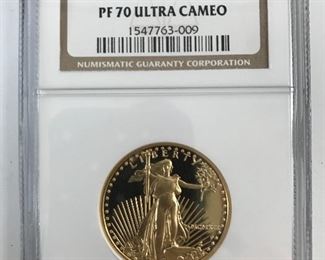 PF 70 ULTRA CAMEO
1547763-009
NUMISMATIC GUARANTY CORPORATION
LIBERTY